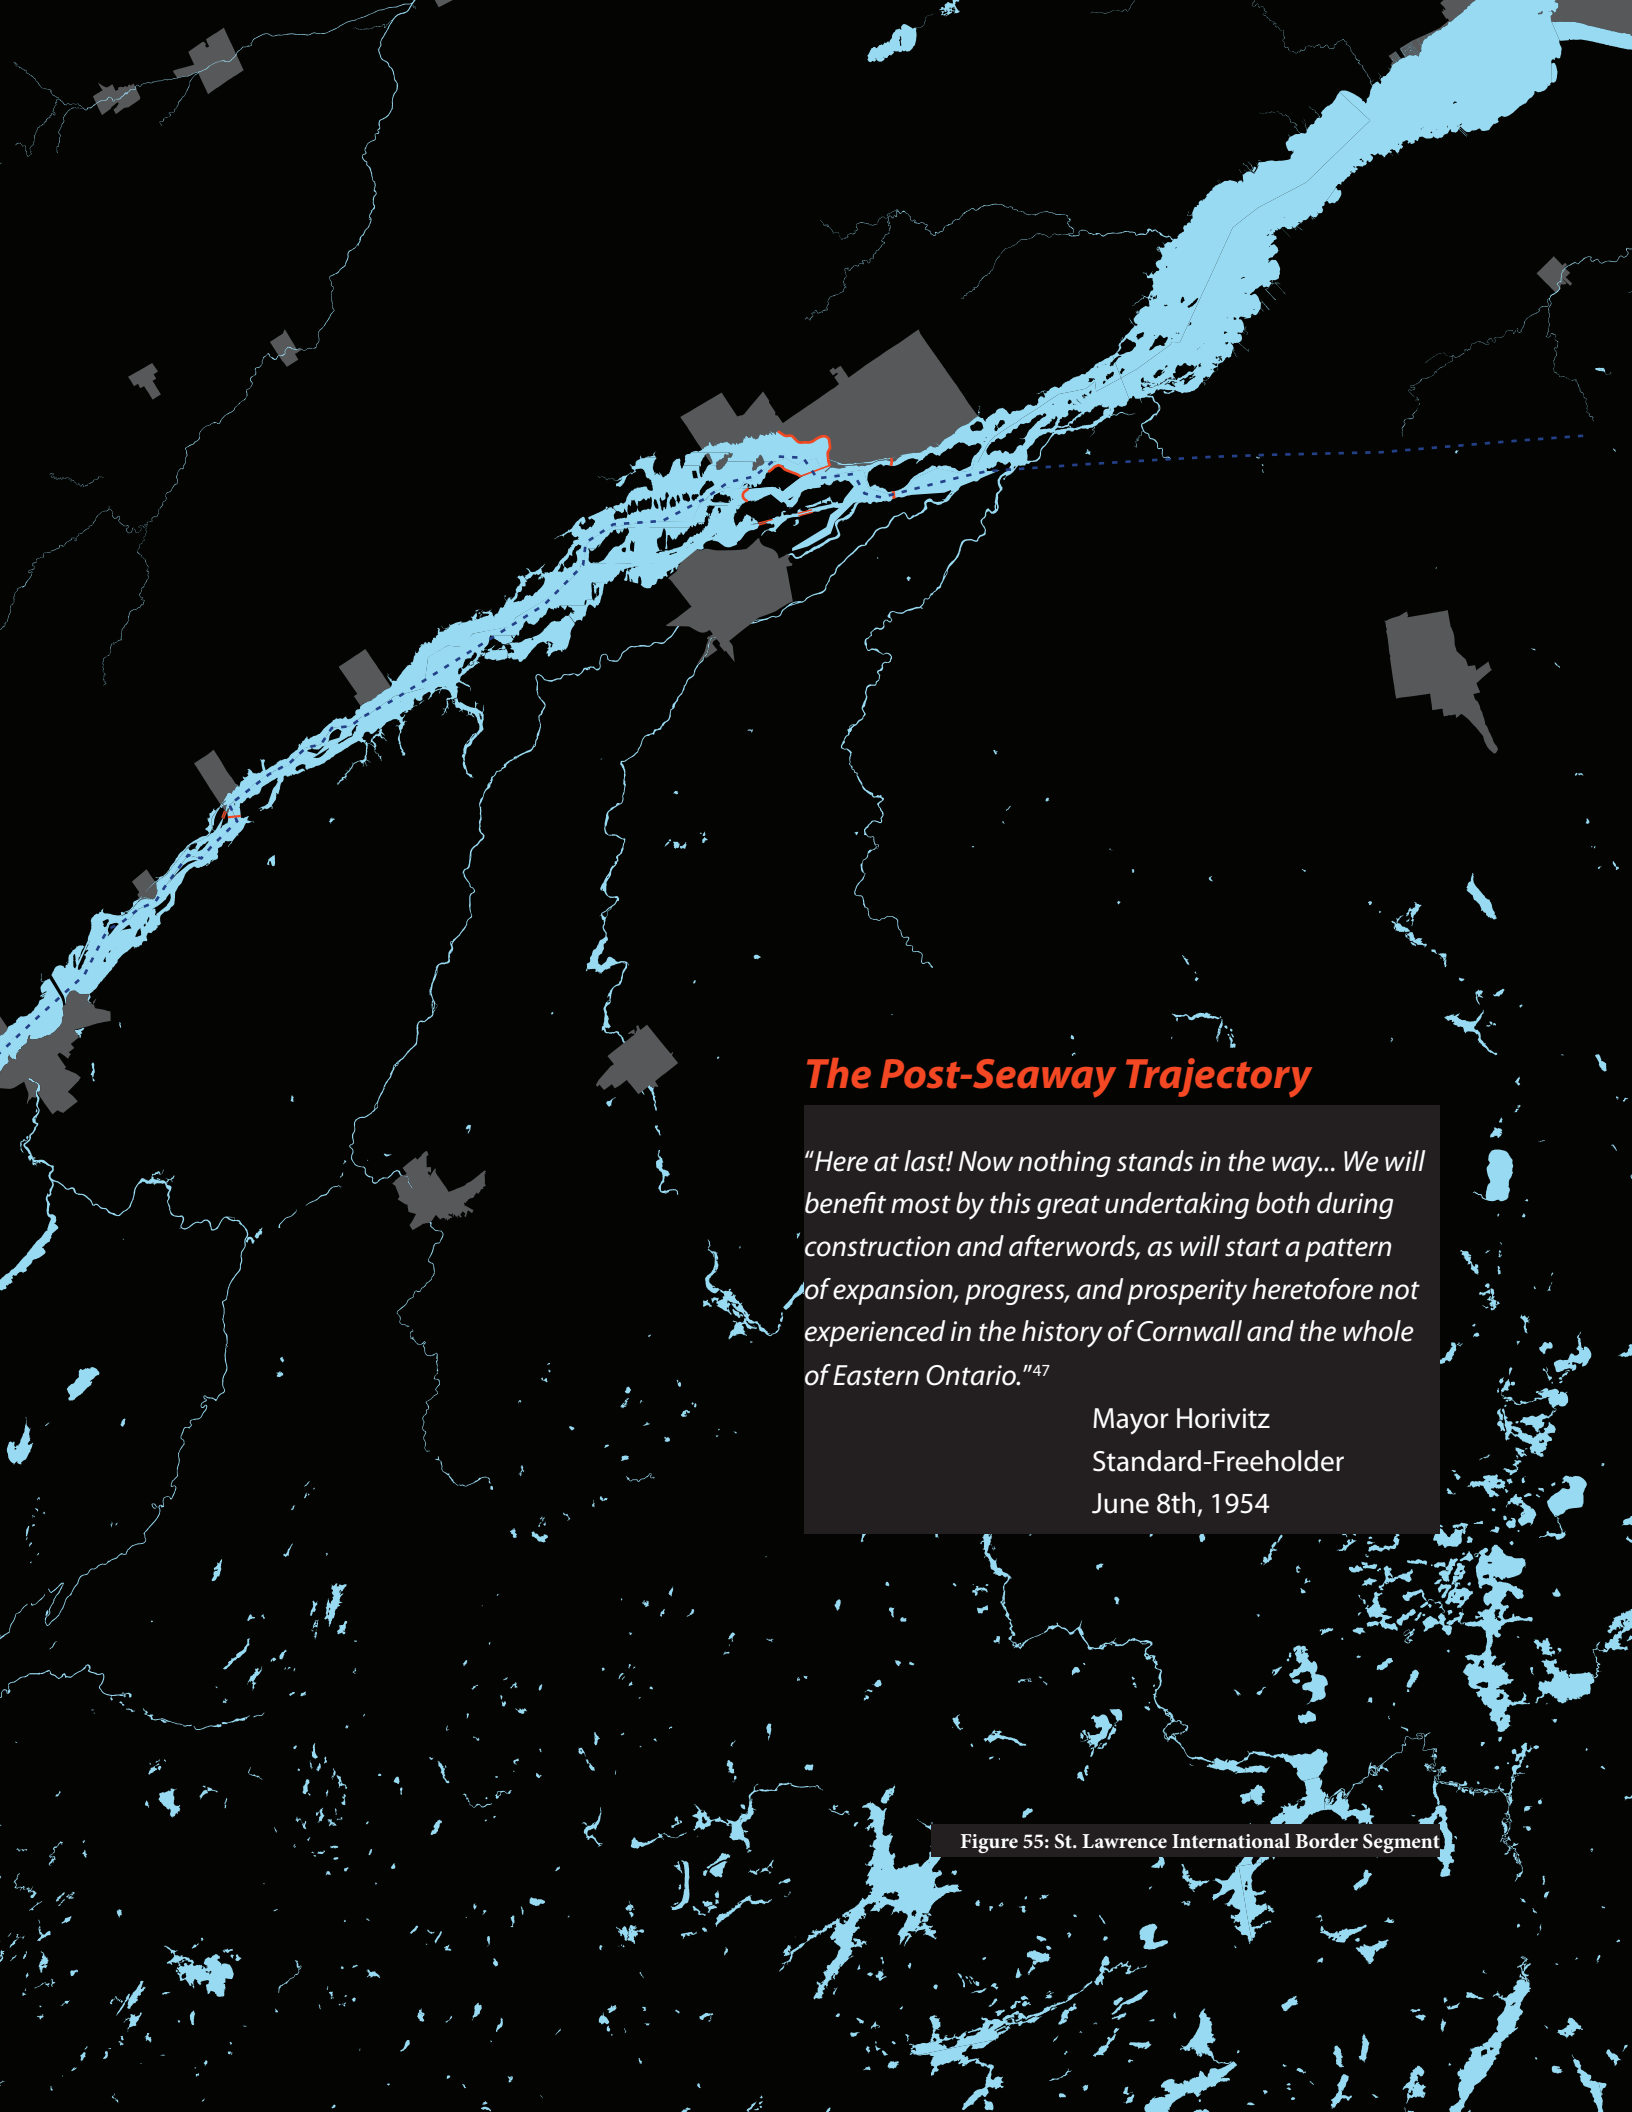 The Post-Seaway Trajectory
“Here at last! Now nothing stands in the way... We will
benefit most by this great undertaking both during
construction and afterwords, as will start a pattern
of expansion, progress, and prosperity heretofore not
experienced in the history of Cornwall and the whole
of Eastern Ontario.”47
Mayor Horivitz
Standard-Freeholder
June 8th, 1954
Figure 55: St. Lawrence International Border Segment